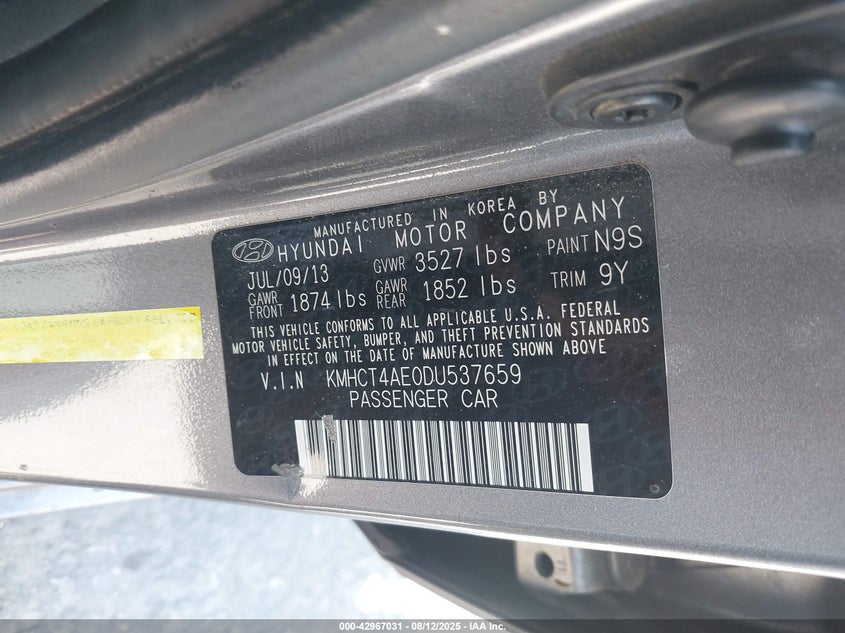 MANUFACTURED IN KOREA BY
HYUNDAI MOTOR COMPANY
JUL/09/13 GVWR 3527 lbs PAINT N9S
GAWR FRONT 1874 lbs GAWR REAR 1852 lbs TRIM 9Y
THIS VEHICLE CONFORMS TO ALL APPLICABLE U.S.A. FEDERAL
MOTOR VEHICLE SAFETY, BUMPER, AND THEFT PREVENTION STANDARDS
IN EFFECT ON THE DATE OF MANUFACTURE SHOWN ABOVE
V.I.N KMHCT4AE0DU537659
PASSENGER CAR
000-42967031 - 08/12/2025 - IAA Inc.